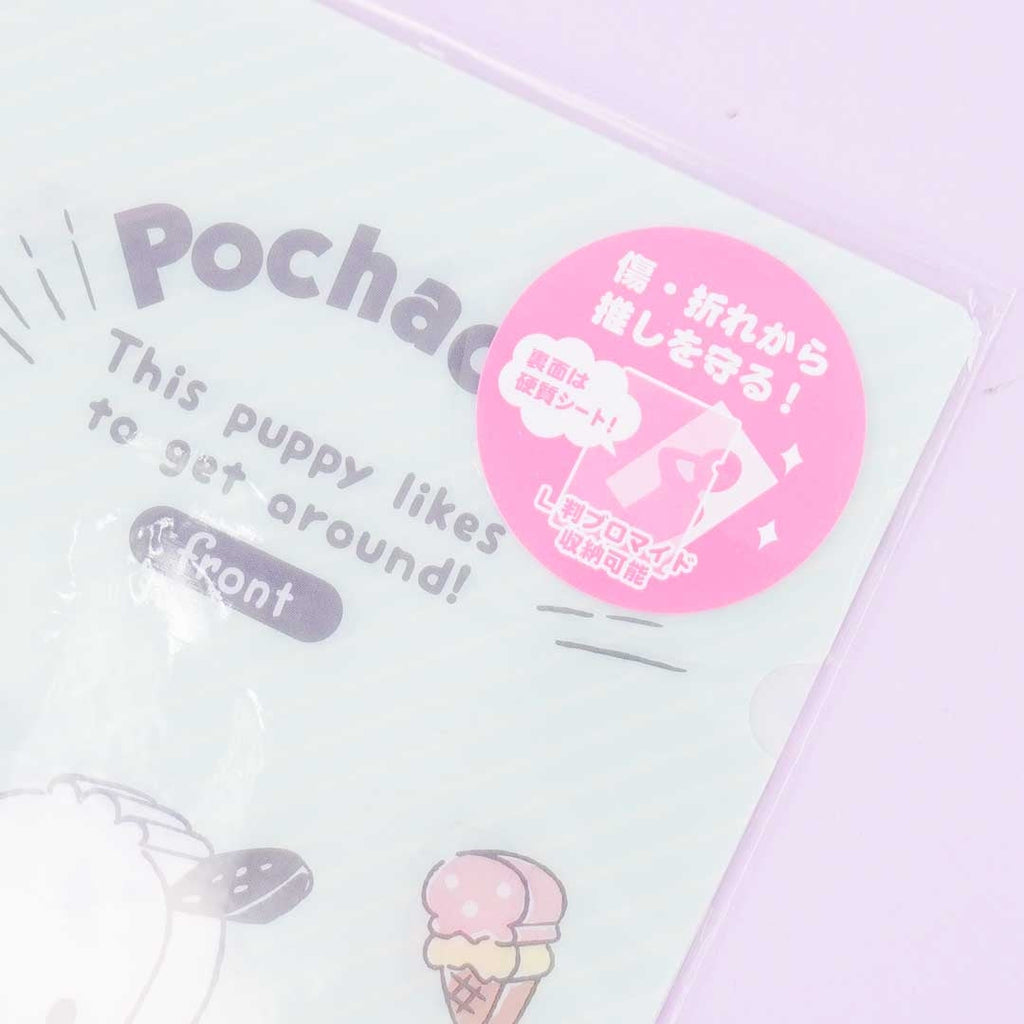 Pochac
This puppy likes
to get around!
front
傷・折れから
推しを守る!
裏面は
硬質シート!
L判ブロマイド
収納可能